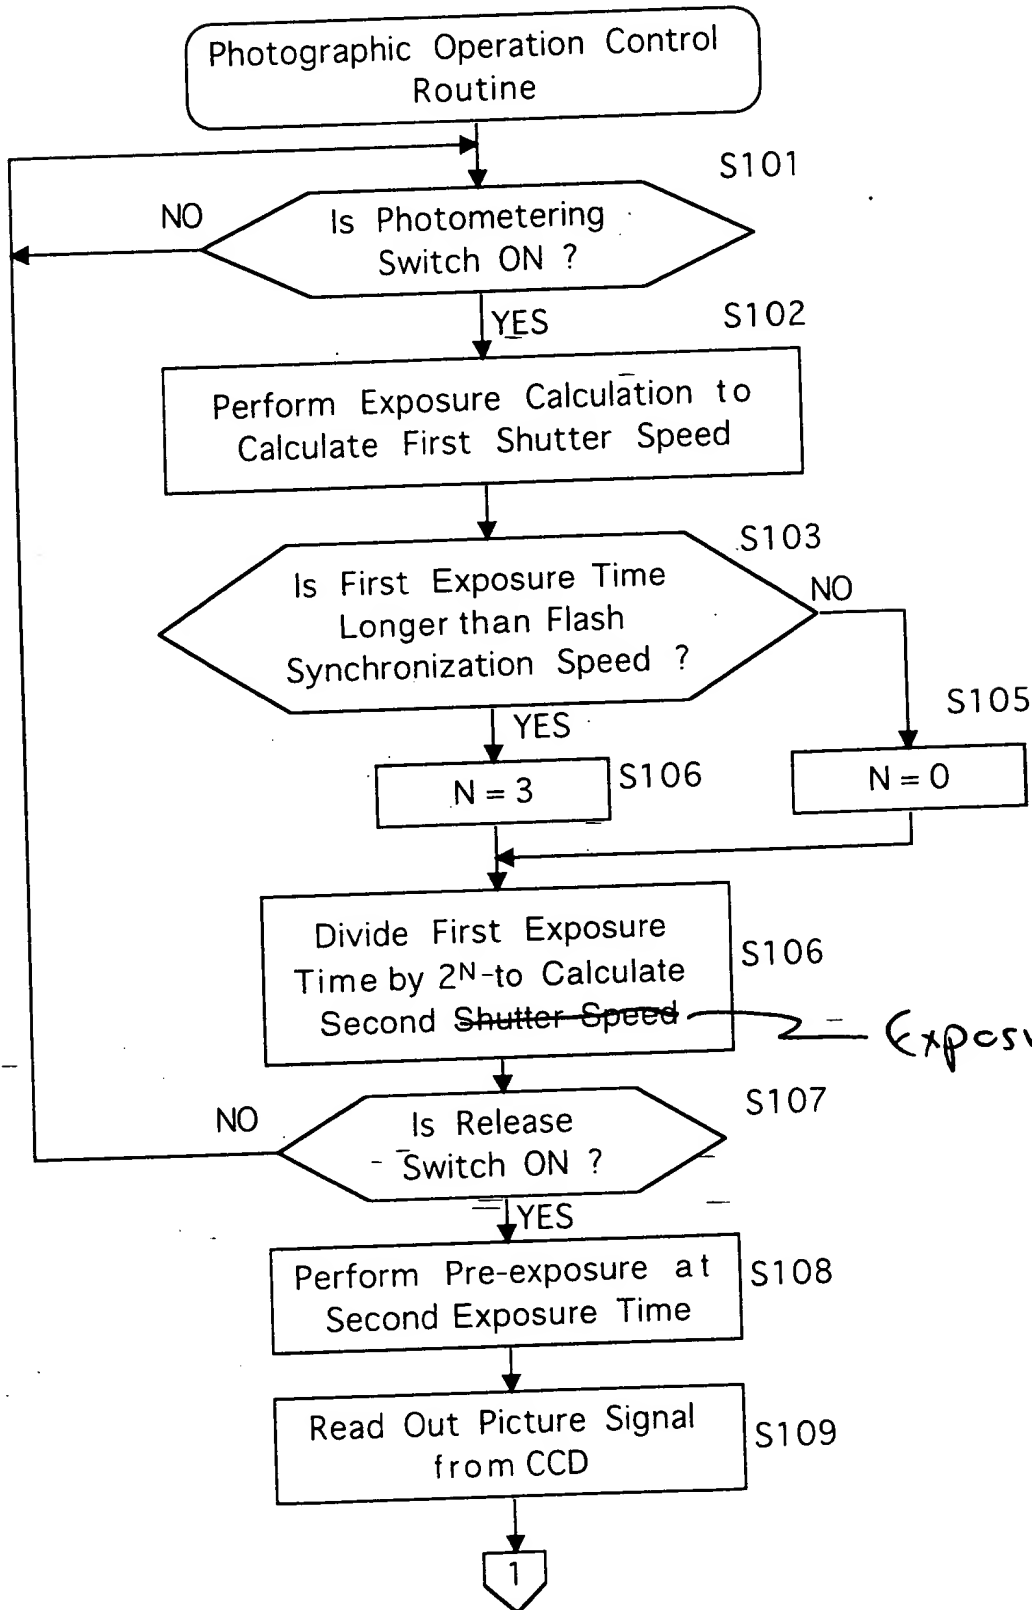 Photographic Operation Control
Routine
S101
NO
Is Photometering
Switch ON ?
YES
S102
Perform Exposure Calculation to
Calculate First Shutter Speed
S103
Is First Exposure Time
Longer than Flash
Synchronization Speed ?
NO
YES
S105
N = 3
S106
N = 0
Divide First Exposure
Time by 2ᴺ to Calculate
Second Shutter Speed
S106
NO
Is Release
Switch ON ?
S107
YES
Perform Pre-exposure at
Second Exposure Time
S108
Read Out Picture Signal
from CCD
S109
1